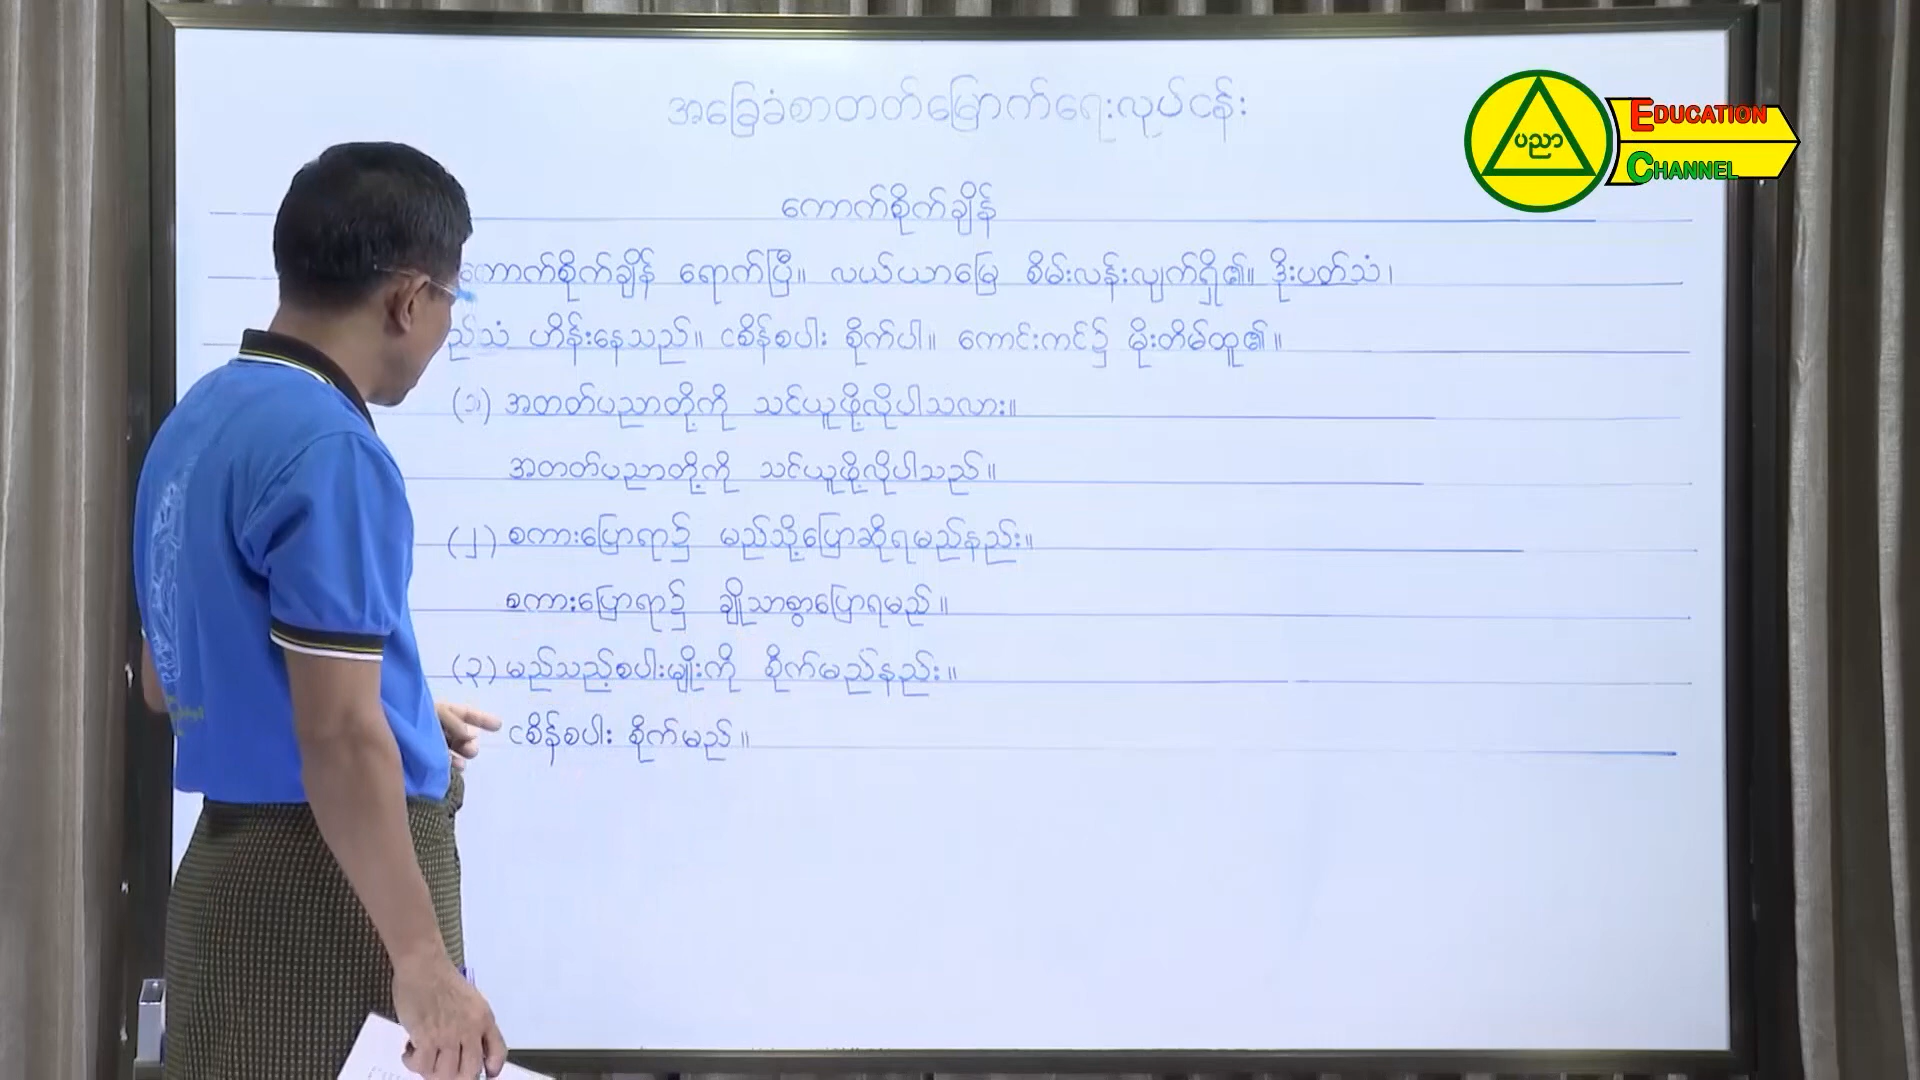 အခြေခံစာတတ်မြောက်ရေးလုပ်ငန်း
EDUCATION
ပညာ
CHANNEL
ကောက်စိုက်ချိန်
ကောက်စိုက်ချိန် ရောက်ပြီ။ လယ်ယာမြေ စိမ်းလန်းလျက်ရှိ၏။ ဒိုးပတ်သံ၊
ည်သံ ဟိန်းနေသည်။ ငစိန်စပါး စိုက်ပါ။ ကောင်းကင်၌ မိုးတိမ်ထူ၏။
(၁) အတတ်ပညာတို့ကို သင်ယူဖို့လိုပါသလား။
အတတ်ပညာတို့ကို သင်ယူဖို့လိုပါသည်။
(၂) စကားပြောရာ၌ မည်သို့ပြောဆိုရမည်နည်း။
စကားပြောရာ၌ ချိုသာစွာပြောရမည်။
(၃) မည်သည့်စပါးမျိုးကို စိုက်မည်နည်း။
ငစိန်စပါး စိုက်မည်။